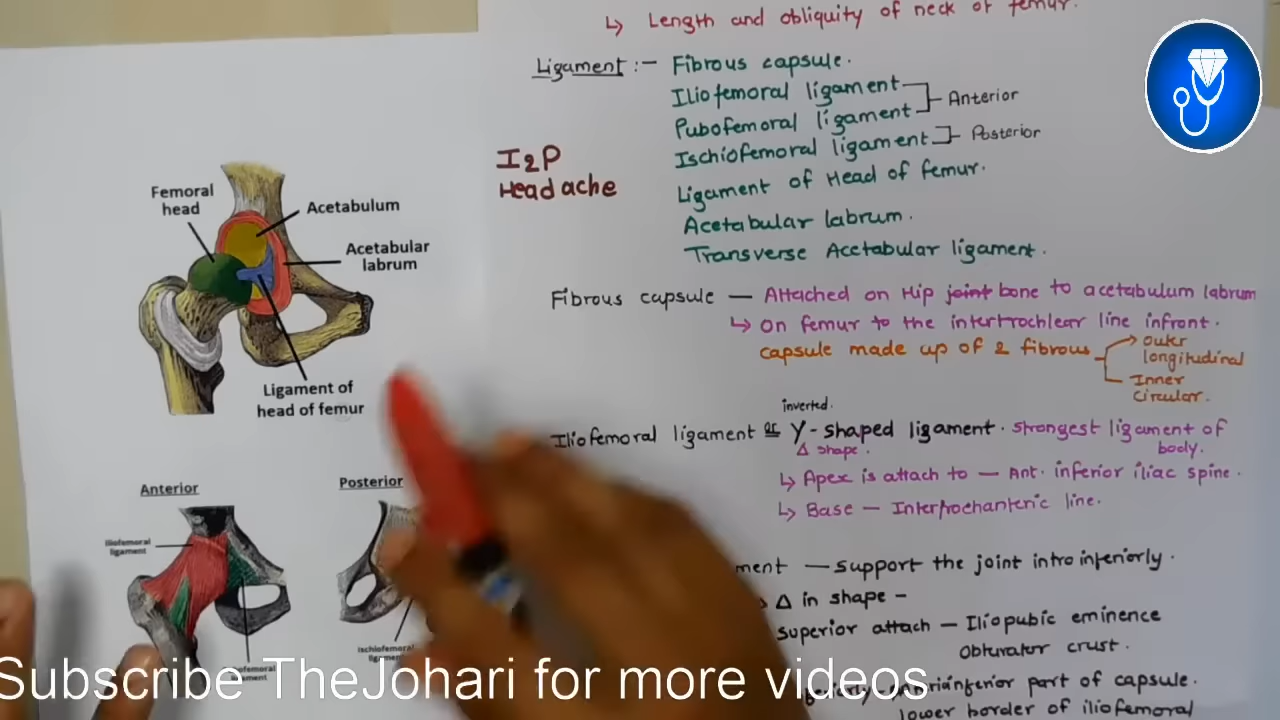 ↳ Length and obliquity of neck of femur.
Ligament :- Fibrous capsule.
Iliofemoral ligament
Pubofemoral ligament
Anterior
Ischiofemoral ligament
Posterior
Ligament of Head of femur.
Acetabular labrum.
Transverse Acetabular ligament.
I2P
Headache
Femoral
head
Acetabulum
Acetabular
labrum
Ligament of
head of femur
Fibrous capsule — Attached on Hip joint bone to acetabulum labrum
↳ on femur to the intertrochlear line infront.
capsule made up of 2 fibrous
outer
longitudinal
Inner
circular.
Iliofemoral ligament or inverted Y-shaped ligament. strongest ligament of
Δ shape.
body.
↳ Apex is attach to — Ant. inferior iliac spine.
↳ Base — Intertrochanteric line.
ment — support the joint intro inferiorly.
Δ in shape -
superior attach — Iliopubic eminence
Obturator crust.
part of capsule.
lower border of iliofemoral
Anterior
Iliofemoral
ligament
Posterior
Ischiofemoral
Subscribe TheJohari for more videos